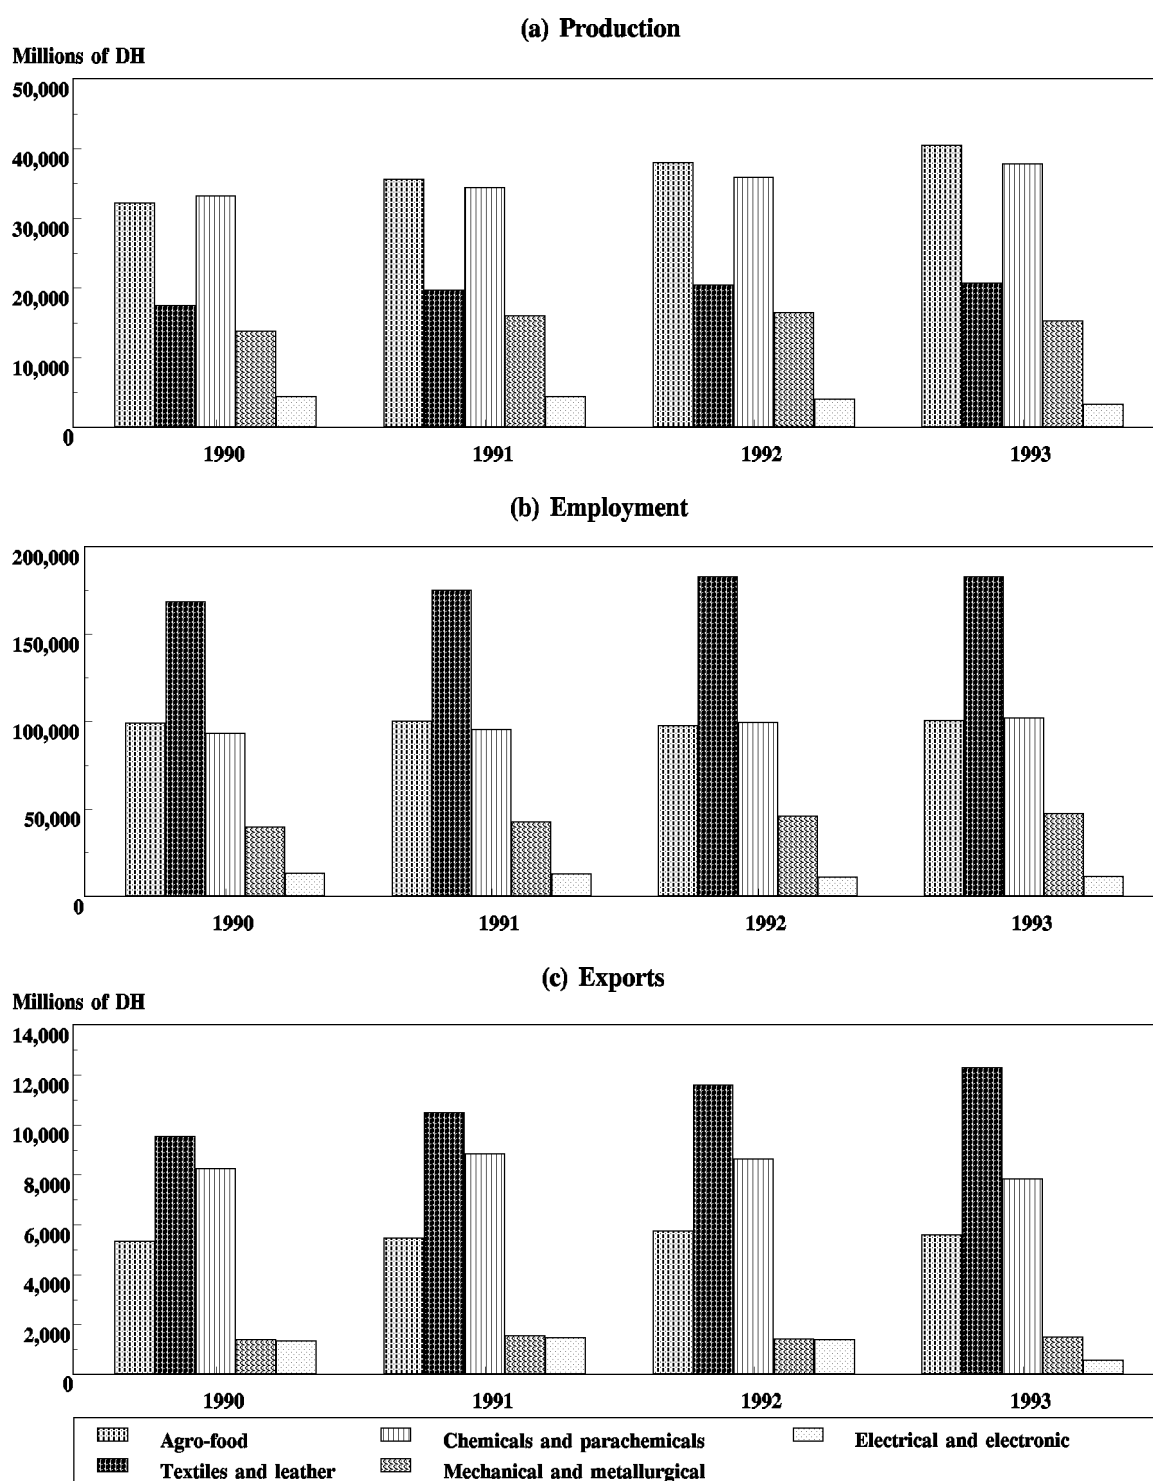 (a) Production
Millions of DH
50,000
40,000
30,000
20,000
10,000
0
1990 1991 1992 1993
(b) Employment
200,000
150,000
100,000
50,000
0
1990 1991 1992 1993
(c) Exports
Millions of DH
14,000
12,000
10,000
8,000
6,000
4,000
2,000
0
1990 1991 1992 1993
Agro-food Chemicals and parachemicals Electrical and electronic
Textiles and leather Mechanical and metallurgical